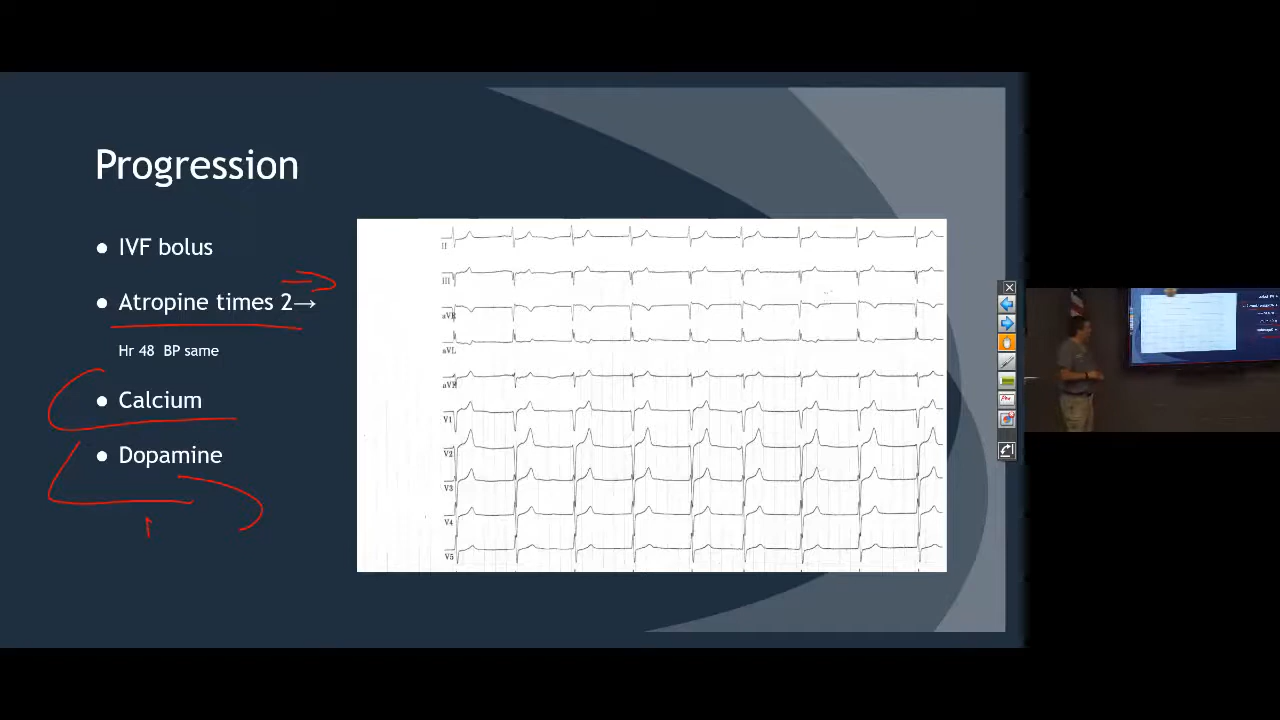 Progression
● IVF bolus
● Atropine times 2→
Hr 48 BP same
● Calcium
● Dopamine
II
III
aVR
aVL
V1
V2
V3
V4
V5